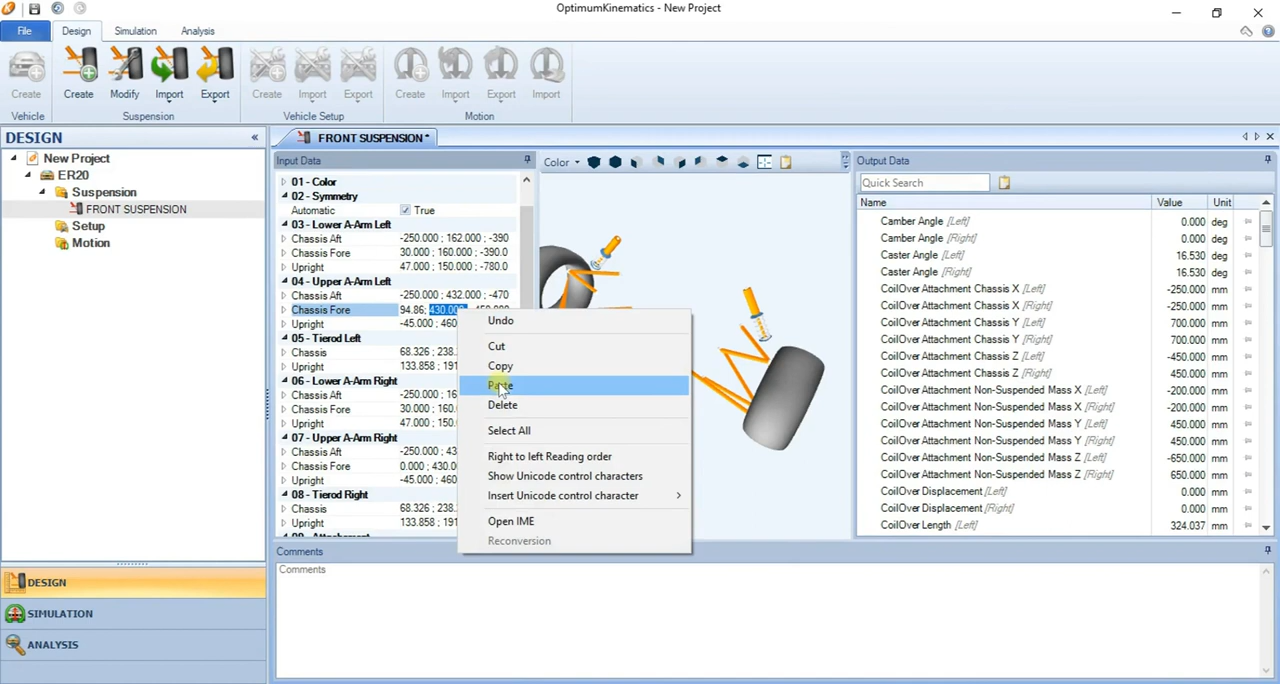 OptimumKinematics - New Project
File Design Simulation Analysis
Create Create Modify Import Export Create Import Export Create Import Export Import
Vehicle Suspension Vehicle Setup Motion
DESIGN «
New Project
ER20
Suspension
FRONT SUSPENSION
Setup
Motion
DESIGN
SIMULATION
ANALYSIS
FRONT SUSPENSION *
Input Data
01 - Color
02 - Symmetry
Automatic True
03 - Lower A-Arm Left
Chassis Aft -250.000 ; 162.000 ; -390
Chassis Fore 30.000 ; 160.000 ; -390.0
Upright 47.000 ; 150.000 ; -780.0
04 - Upper A-Arm Left
Chassis Aft -250.000 ; 432.000 ; -470
Chassis Fore 94.86; 430.000
Upright -45.000 ; 460
05 - Tierod Left
Chassis 68.326 ; 238.
Upright 133.858 ; 191
06 - Lower A-Arm Right
Chassis Aft -250.000 ; 16
Chassis Fore 30.000 ; 160.
Upright 47.000 ; 150.
07 - Upper A-Arm Right
Chassis Aft -250.000 ; 43
Chassis Fore 0.000 ; 430.0
Upright -45.000 ; 460
08 - Tierod Right
Chassis 68.326 ; 238.
Upright 133.858 ; 191
Color
Undo
Cut
Copy
Paste
Delete
Select All
Right to left Reading order
Show Unicode control characters
Insert Unicode control character
Open IME
Reconversion
Output Data
Quick Search
Name Value Unit
Camber Angle [Left] 0.000 deg
Camber Angle [Right] 0.000 deg
Caster Angle [Left] 16.530 deg
Caster Angle [Right] 16.530 deg
CoilOver Attachment Chassis X [Left] -250.000 mm
CoilOver Attachment Chassis X [Right] -250.000 mm
CoilOver Attachment Chassis Y [Left] 700.000 mm
CoilOver Attachment Chassis Y [Right] 700.000 mm
CoilOver Attachment Chassis Z [Left] -450.000 mm
CoilOver Attachment Chassis Z [Right] 450.000 mm
CoilOver Attachment Non-Suspended Mass X [Left] -200.000 mm
CoilOver Attachment Non-Suspended Mass X [Right] -200.000 mm
CoilOver Attachment Non-Suspended Mass Y [Left] 450.000 mm
CoilOver Attachment Non-Suspended Mass Y [Right] 450.000 mm
CoilOver Attachment Non-Suspended Mass Z [Left] -650.000 mm
CoilOver Attachment Non-Suspended Mass Z [Right] 650.000 mm
CoilOver Displacement [Left] 0.000 mm
CoilOver Displacement [Right] 0.000 mm
CoilOver Length [Left] 324.037 mm
Comments
Comments